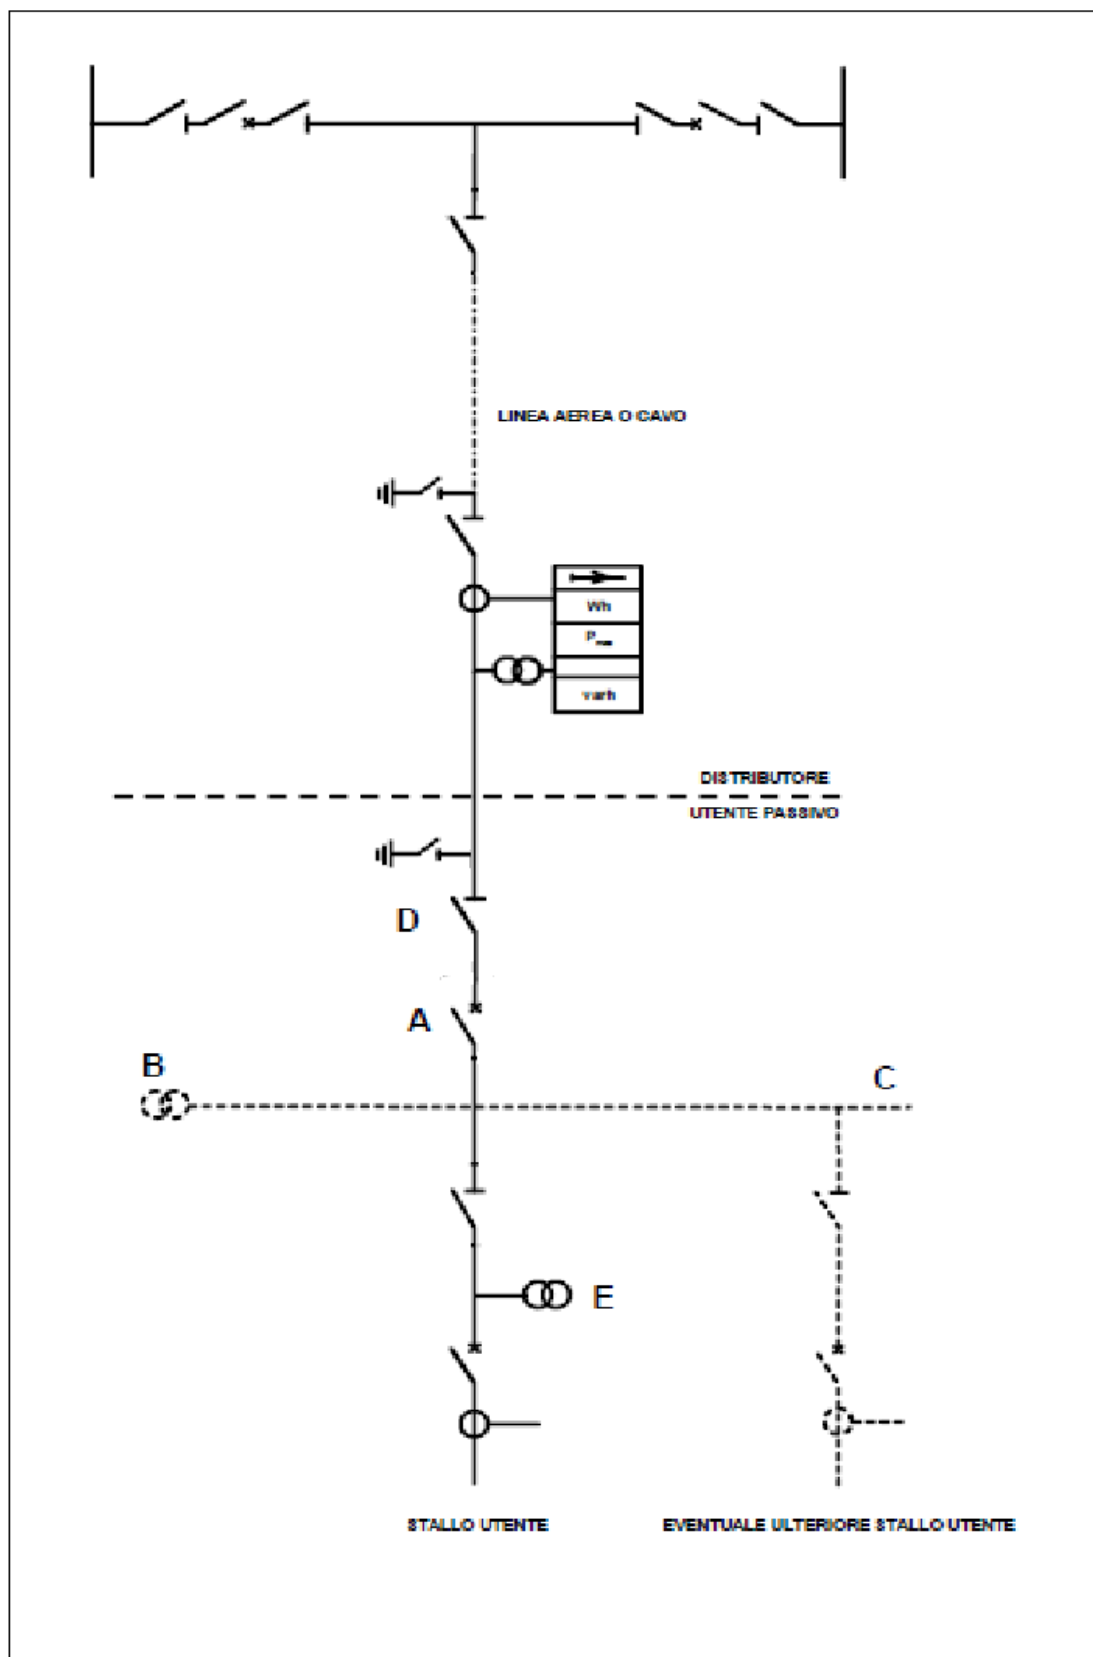 LINEA AEREA O CAVO
Wh
varh
DISTRIBUTORE
UTENTE PASSIVO
D
A
B
C
E
STALLO UTENTE
EVENTUALE ULTERIORE STALLO UTENTE